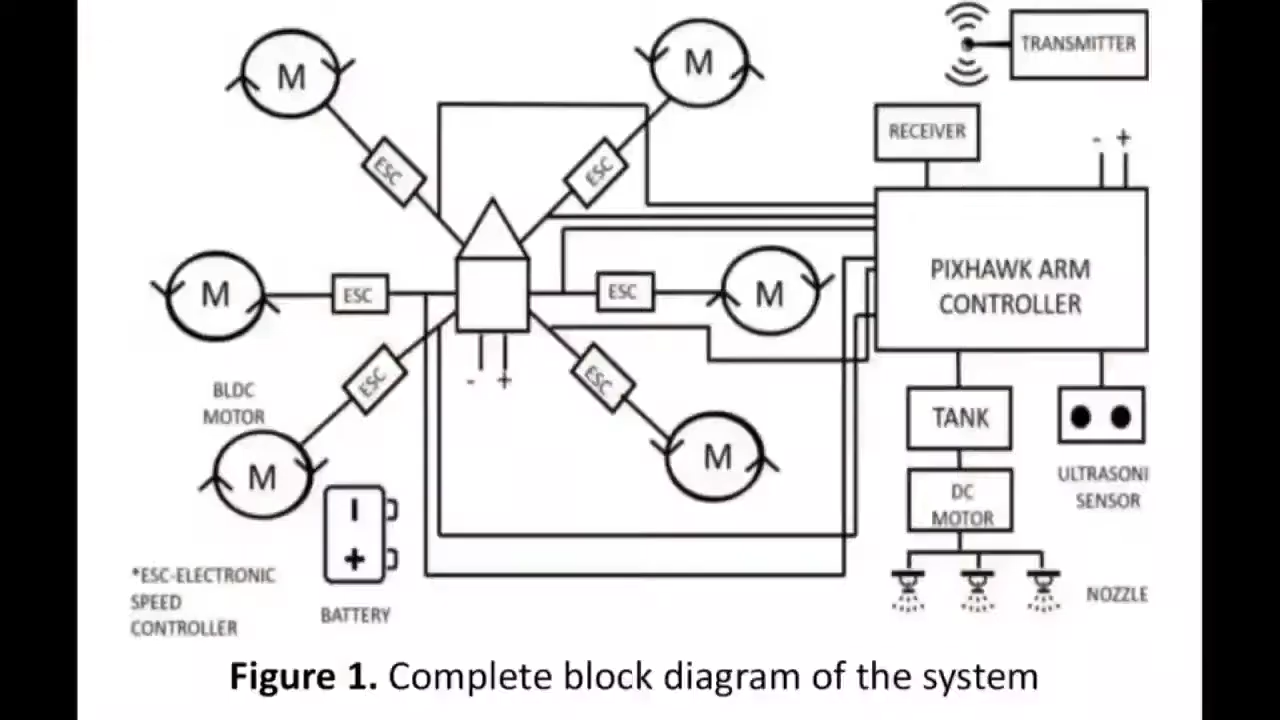 M
M
TRANSMITTER
RECEIVER
- +
ESC
ESC
M
ESC
ESC
M
PIXHAWK ARM
CONTROLLER
- +
ESC
ESC
BLDC
MOTOR
TANK
M
M
ULTRASONI
SENSOR
DC
MOTOR
*ESC-ELECTRONIC
SPEED
CONTROLLER
BATTERY
NOZZLE
Figure 1. Complete block diagram of the system